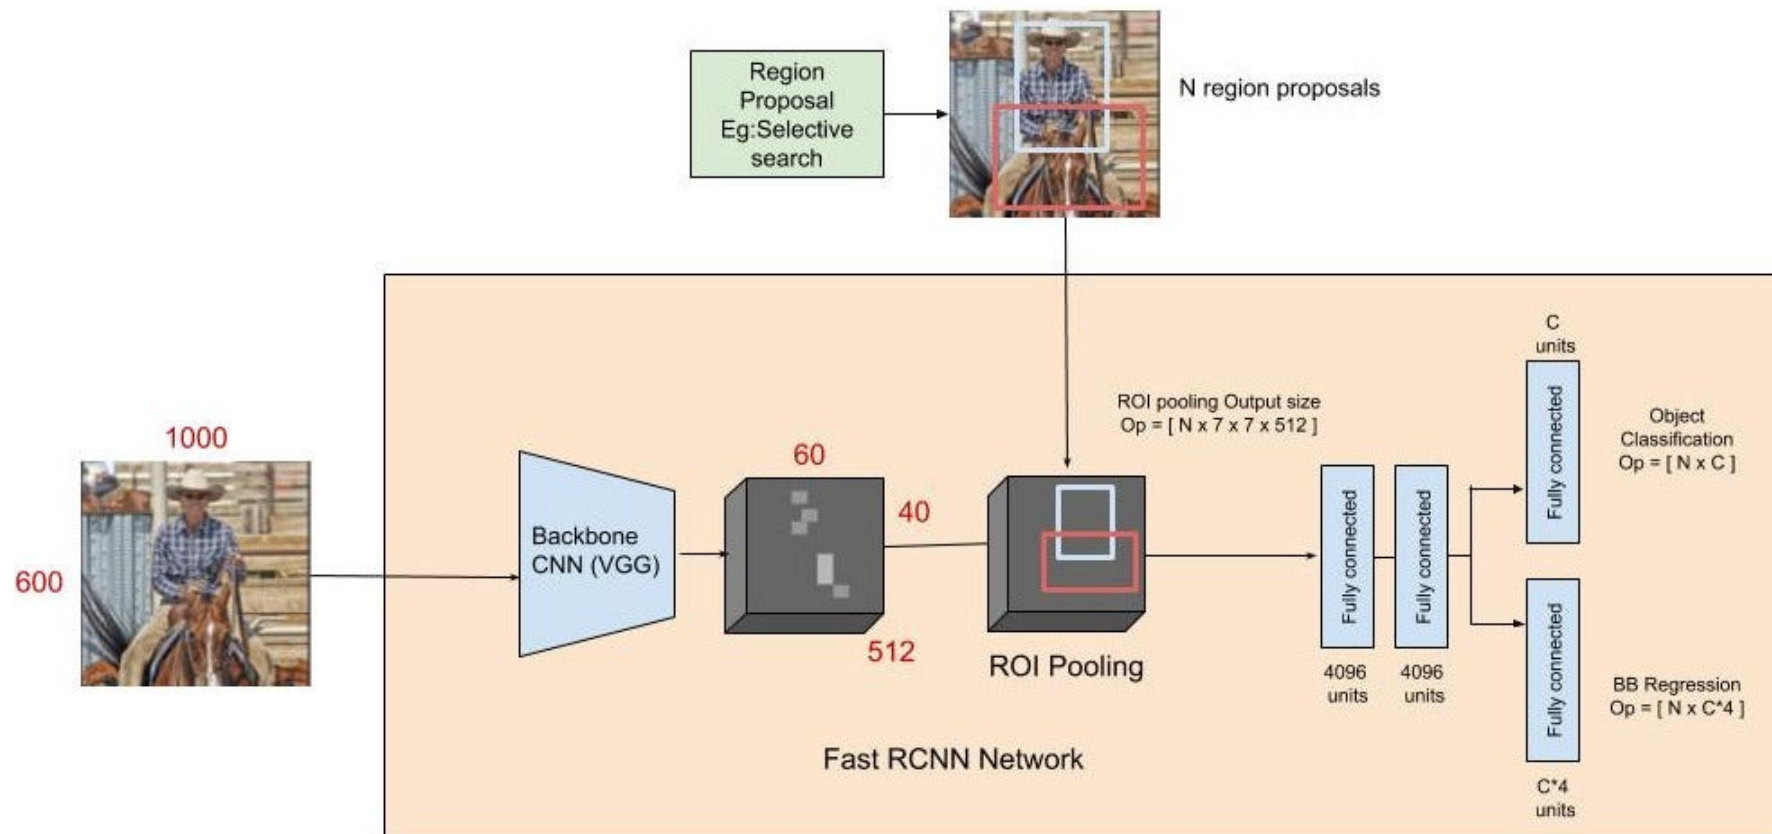 Region
Proposal
Eg:Selective
search
N region proposals
1000
600
Backbone
CNN (VGG)
60
40
512
ROI Pooling
ROI pooling Output size
Op = [ N x 7 x 7 x 512 ]
Fully connected
4096
units
Fully connected
4096
units
C
units
Fully connected
Object
Classification
Op = [ N x C ]
Fully connected
C*4
units
BB Regression
Op = [ N x C*4 ]
Fast RCNN Network